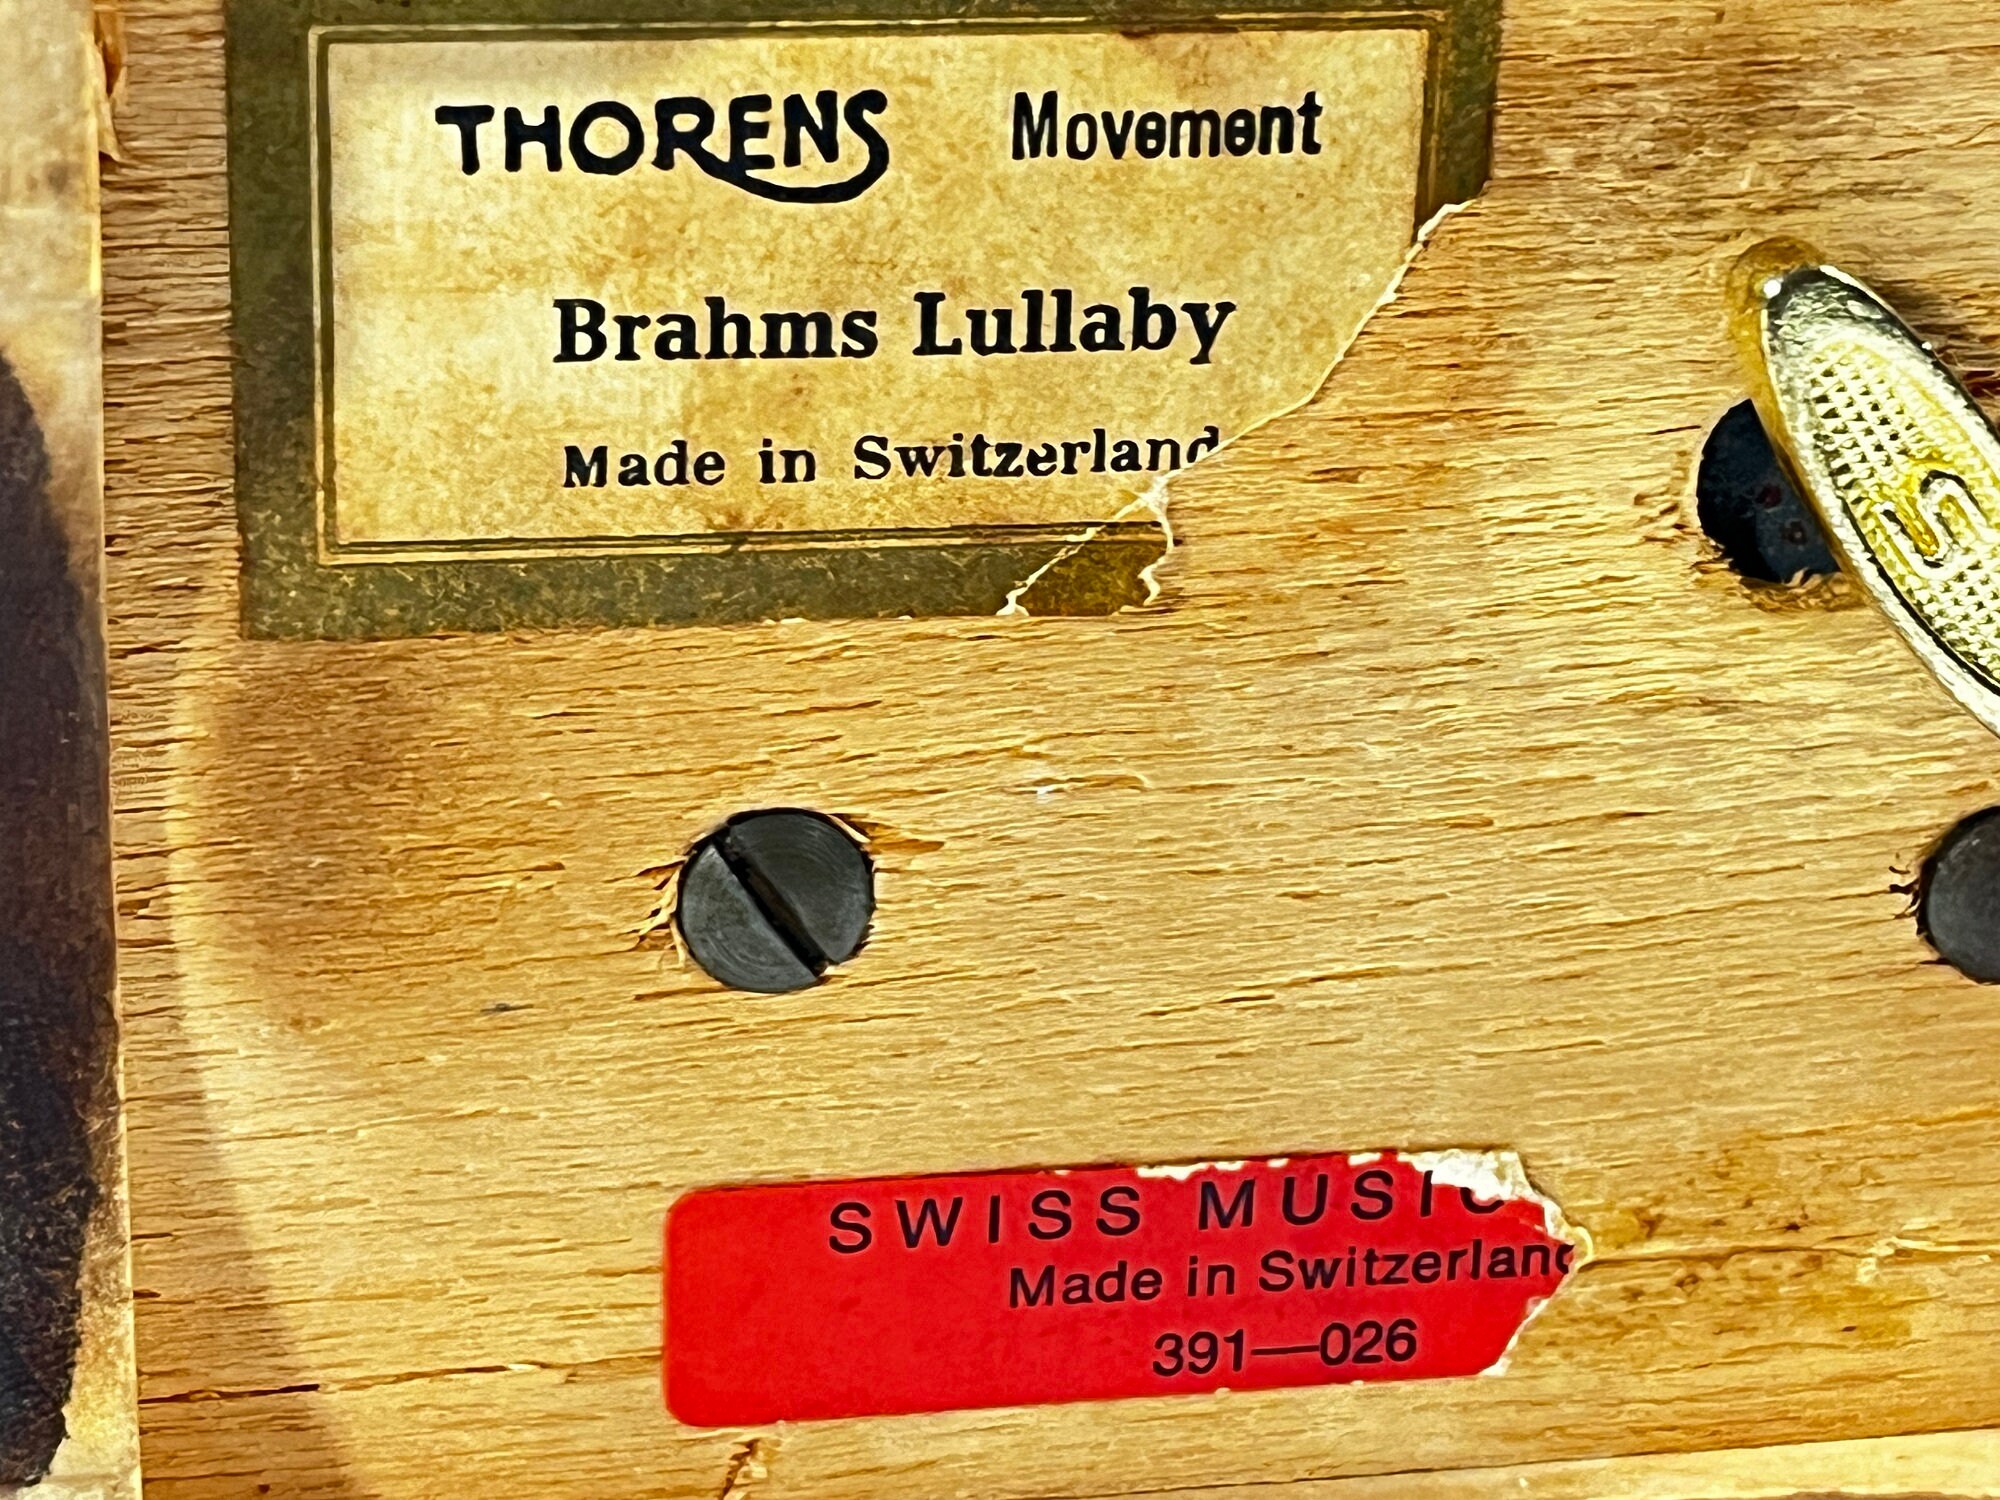 THORENS Movement
Brahms Lullaby
Made in Switzerland
SWISS MUSIC
Made in Switzerland
391—026